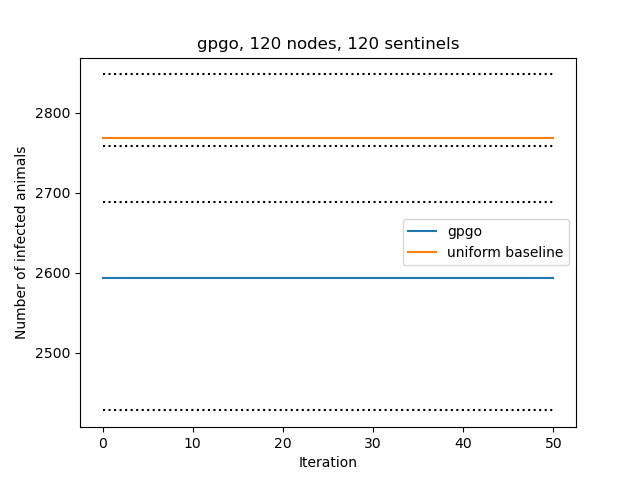 gpgo, 120 nodes, 120 sentinels
Number of infected animals
2800
2700
2600
2500
gpgo
uniform baseline
0 10 20 30 40 50
Iteration